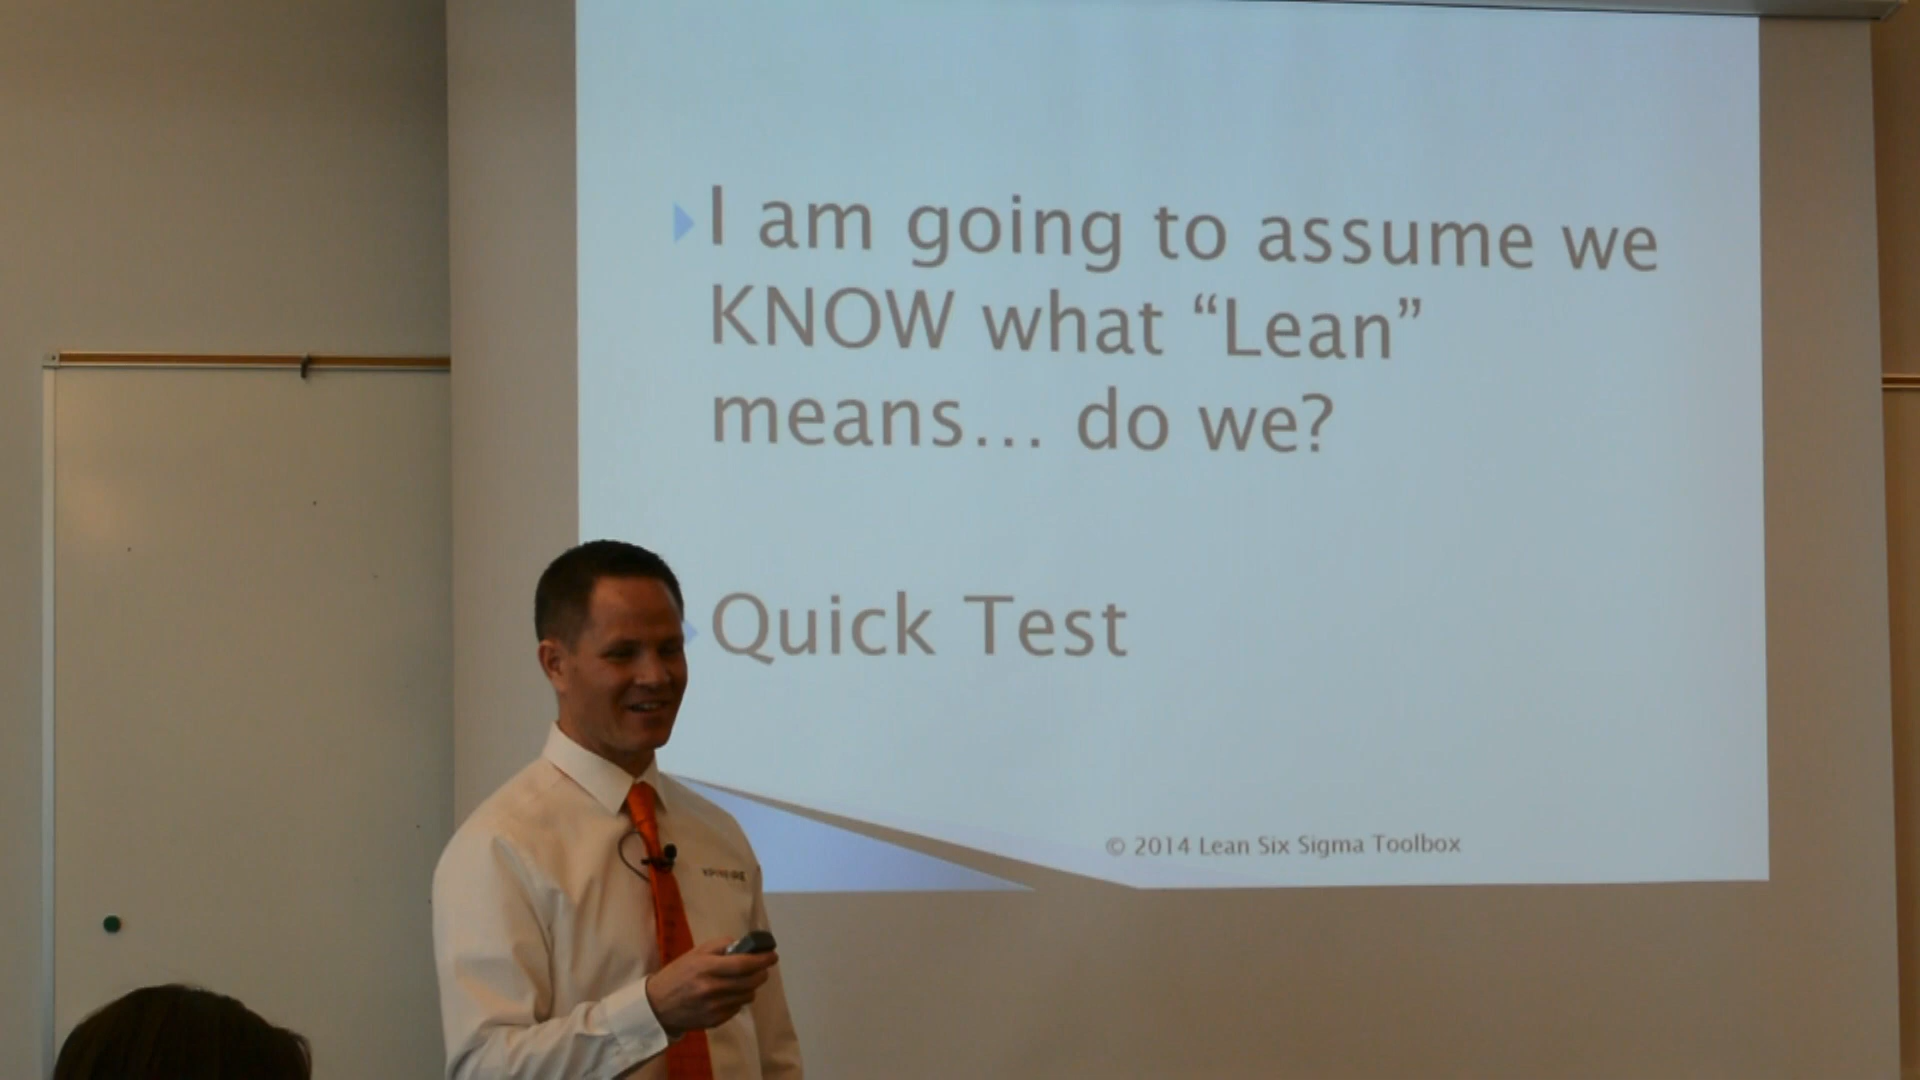 I am going to assume we
KNOW what “Lean”
means... do we?
Quick Test
© 2014 Lean Six Sigma Toolbox